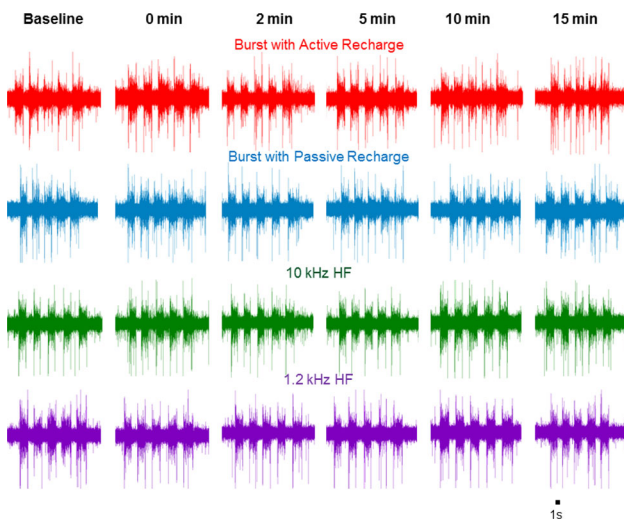 Baseline 0 min 2 min 5 min 10 min 15 min
Burst with Active Recharge
Burst with Passive Recharge
10 kHz HF
1.2 kHz HF
1s